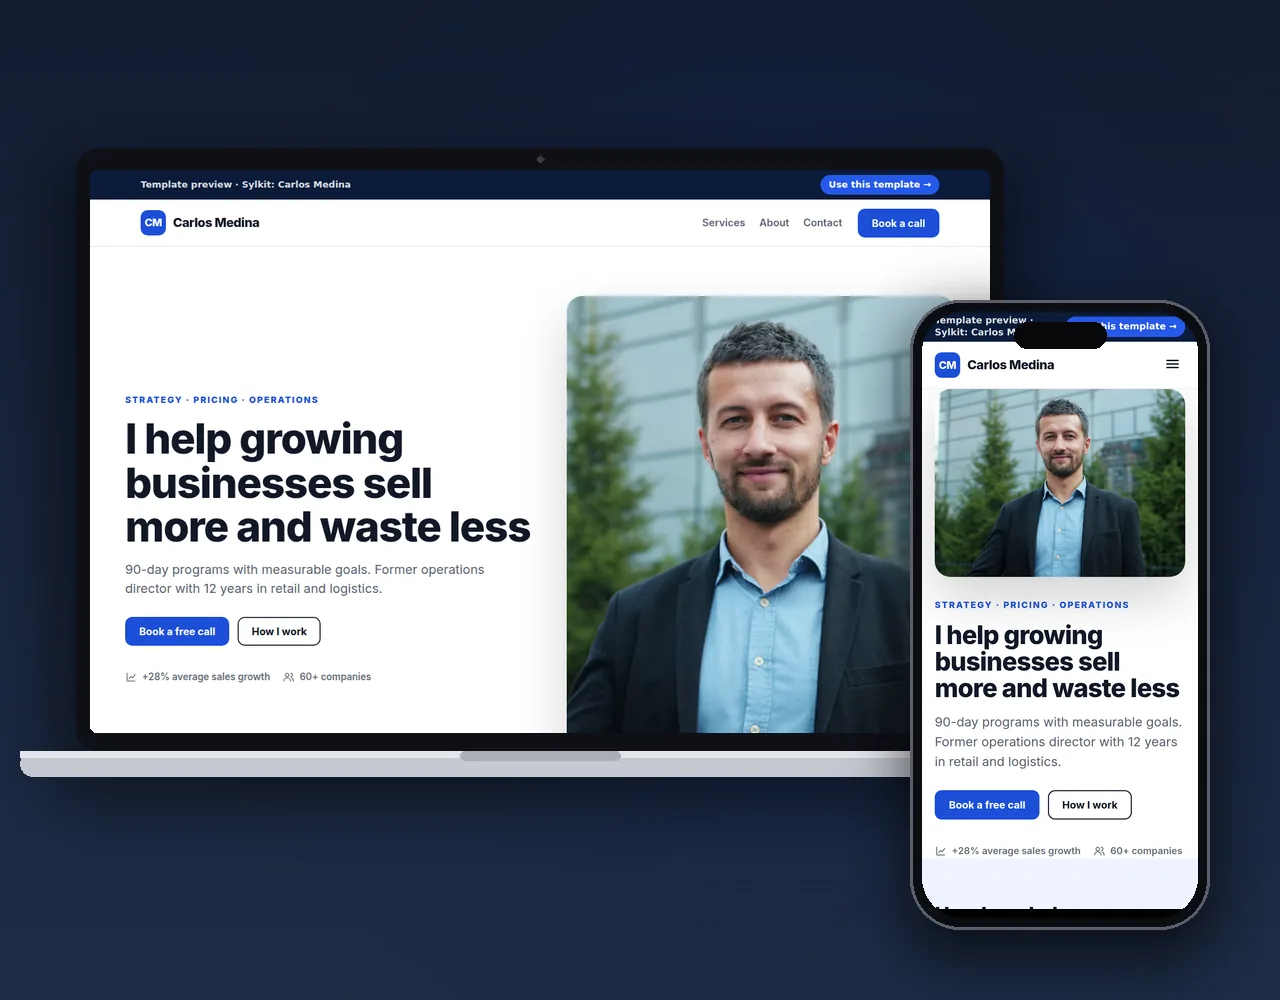 Template preview · Sylkit: Carlos Medina
Use this template →
CM Carlos Medina
Services About Contact Book a call
STRATEGY · PRICING · OPERATIONS
I help growing
businesses sell
more and waste less
90-day programs with measurable goals. Former operations
director with 12 years in retail and logistics.
Book a free call How I work
+28% average sales growth 60+ companies
emplate preview ·
Sylkit: Carlos M
his template →
CM Carlos Medina
STRATEGY · PRICING · OPERATIONS
I help growing
businesses sell
more and waste less
90-day programs with measurable goals.
Former operations director with 12 years
in retail and logistics.
Book a free call How I work
+28% average sales growth 60+ companies